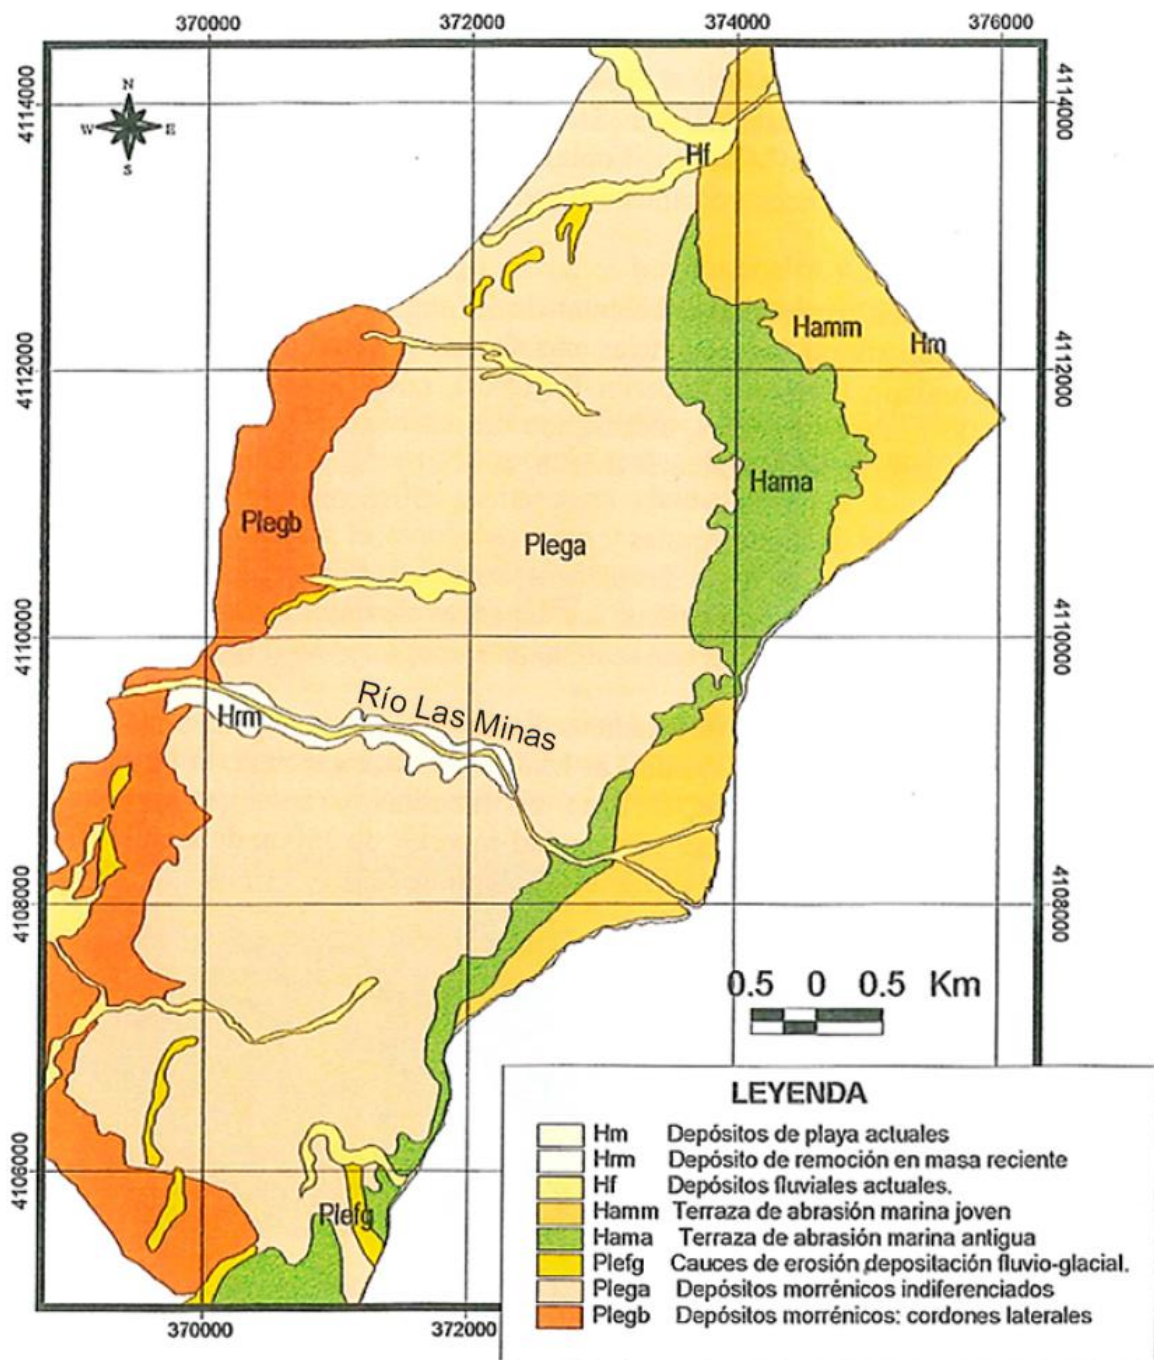 370000 372000 374000 376000
4114000 4114000
N
W E
S
Hf
Hamm
Hm
4112000 4112000
Hama
Plegb
Plega
4110000 4110000
Río Las Minas
Hrm
4108000 4108000
0.5 0 0.5 Km
4106000
Plefg
370000 372000
LEYENDA
Hm Depósitos de playa actuales
Hrm Depósito de remoción en masa reciente
Hf Depósitos fluviales actuales.
Hamm Terraza de abrasión marina joven
Hama Terraza de abrasión marina antigua
Plefg Cauces de erosión depositación fluvio-glacial.
Plega Depósitos morrénicos indiferenciados
Plegb Depósitos morrénicos: cordones laterales